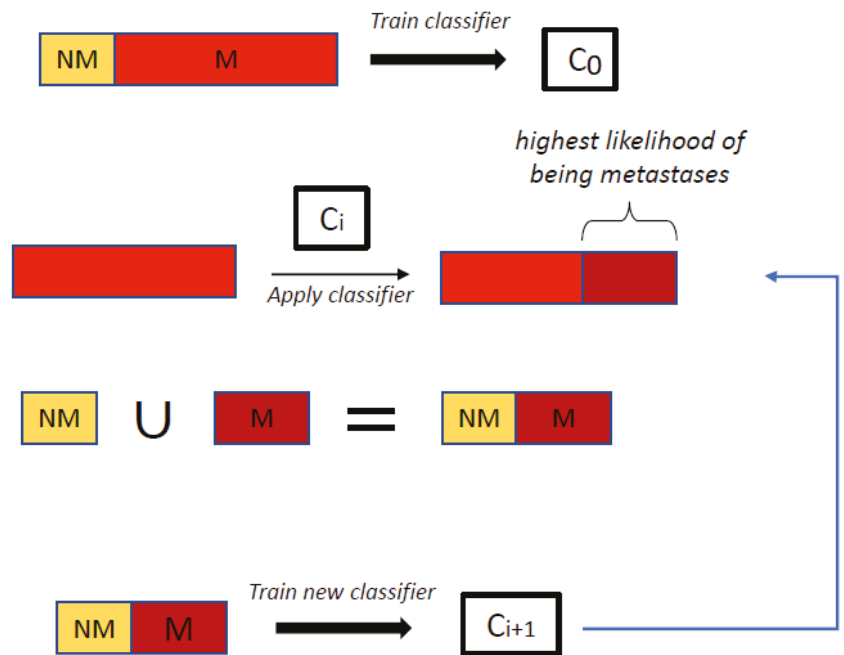 Train classifier
NM M
C0
highest likelihood of
being metastases
Ci
Apply classifier
NM ∪ M = NM M
Train new classifier
NM M
Ci+1